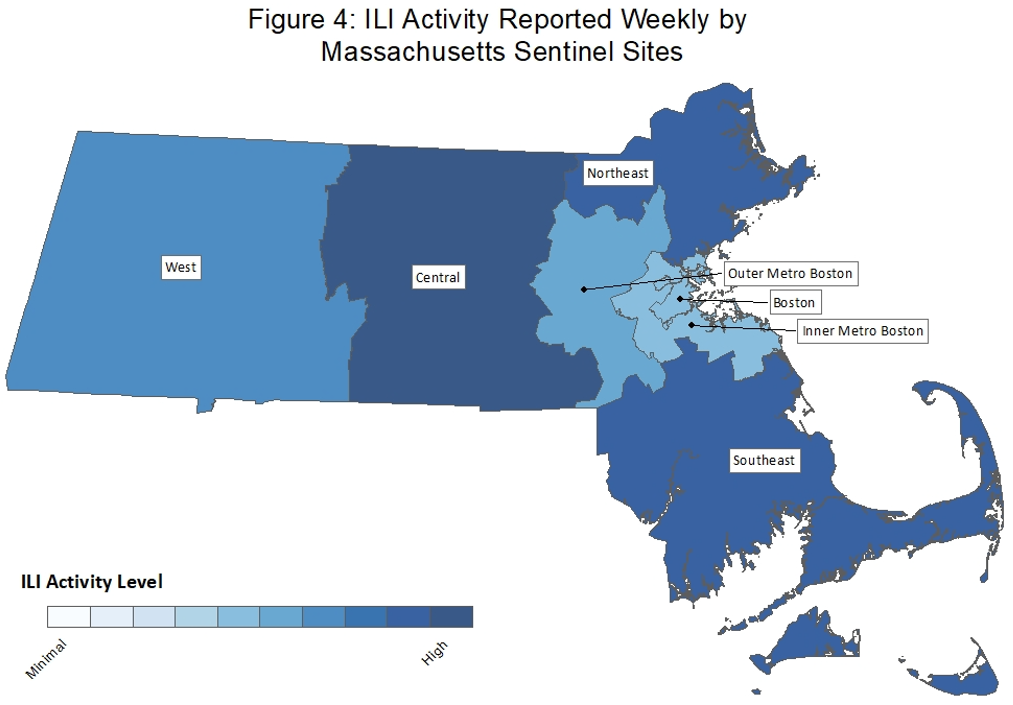 Figure 4: ILI Activity Reported Weekly by
Massachusetts Sentinel Sites
Northeast
West
Central
Outer Metro Boston
Boston
Inner Metro Boston
Southeast
ILI Activity Level
Minimal
High